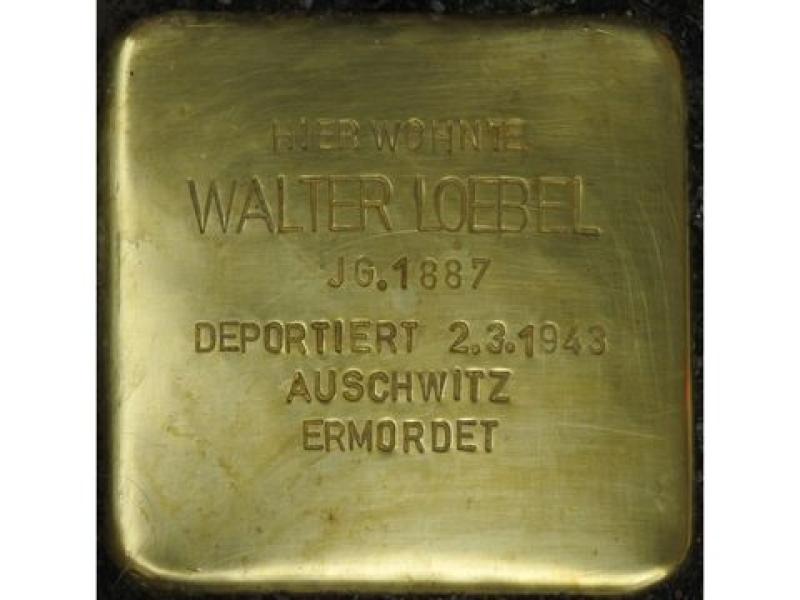 HIER WOHNTE
WALTER LOEBEL
JG. 1887
DEPORTIERT 2.3.1943
AUSCHWITZ
ERMORDET